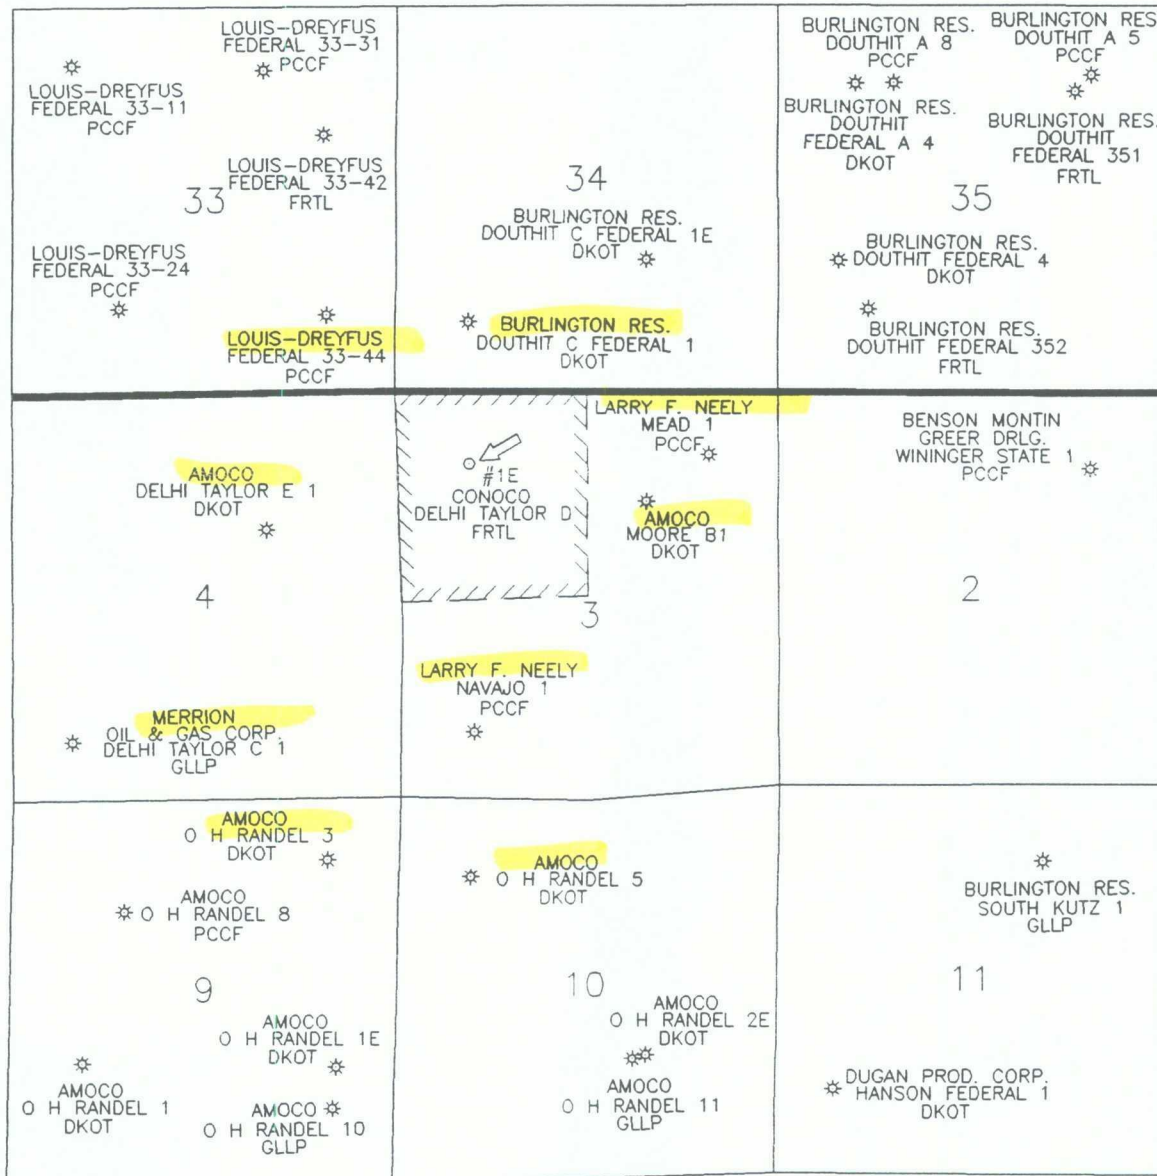 LOUIS-DREYFUS
FEDERAL 33-31
PCCF
LOUIS-DREYFUS
FEDERAL 33-11
PCCF
LOUIS-DREYFUS
FEDERAL 33-42
FRTL
33
LOUIS-DREYFUS
FEDERAL 33-24
PCCF
LOUIS-DREYFUS
FEDERAL 33-44
PCCF
34
BURLINGTON RES.
DOUTHIT C FEDERAL 1E
DKOT
BURLINGTON RES.
DOUTHIT C FEDERAL 1
DKOT
BURLINGTON RES.
DOUTHIT A 8
PCCF
BURLINGTON RES.
DOUTHIT A 5
PCCF
BURLINGTON RES.
DOUTHIT
FEDERAL A 4
DKOT
BURLINGTON RES.
DOUTHIT
FEDERAL 351
FRTL
35
BURLINGTON RES.
DOUTHIT FEDERAL 4
DKOT
BURLINGTON RES.
DOUTHIT FEDERAL 352
FRTL
AMOCO
DELHI TAYLOR E 1
DKOT
4
MERRION
OIL & GAS CORP.
DELHI TAYLOR C 1
GLLP
#1E
CONOCO
DELHI TAYLOR D
FRTL
LARRY F. NEELY
MEAD 1
PCCF
AMOCO
MOORE B1
DKOT
3
LARRY F. NEELY
NAVAJO 1
PCCF
BENSON MONTIN
GREER DRLG.
WININGER STATE 1
PCCF
2
AMOCO
O H RANDEL 3
DKOT
AMOCO
O H RANDEL 8
PCCF
9
AMOCO
O H RANDEL 1E
DKOT
AMOCO
O H RANDEL 1
DKOT
AMOCO
O H RANDEL 10
GLLP
AMOCO
O H RANDEL 5
DKOT
10
AMOCO
O H RANDEL 2E
DKOT
AMOCO
O H RANDEL 11
GLLP
BURLINGTON RES.
SOUTH KUTZ 1
GLLP
11
DUGAN PROD. CORP.
HANSON FEDERAL 1
DKOT